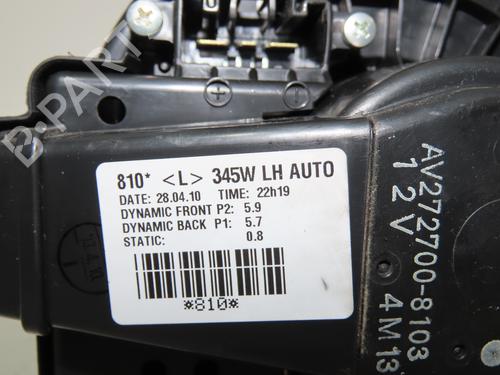 B-PARTS
810* <L> 345W LH AUTO
DATE: 28.04.10 TIME: 22h19
DYNAMIC FRONT P2: 5.9
DYNAMIC BACK P1: 5.7
STATIC: 0.8
*810*
AV272700-8103
12V
4M13